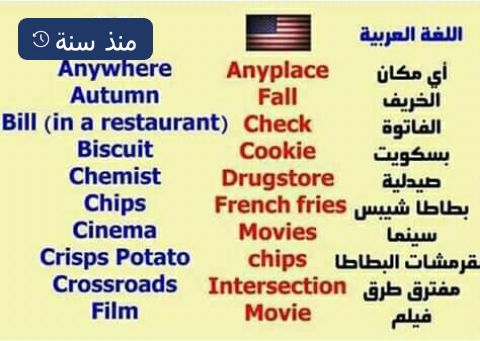 منذ سنة
اللغة العربية
Anywhere Anyplace أي مكان
Autumn Fall الخريف
Bill (in a restaurant) Check الفاتوة
Biscuit Cookie بسكويت
Chemist Drugstore صيدلية
Chips French fries بطاطا شيبس
Cinema Movies سينما
Crisps Potato chips مقرمشات البطاطا
Crossroads Intersection مفترق طرق
Film Movie فيلم